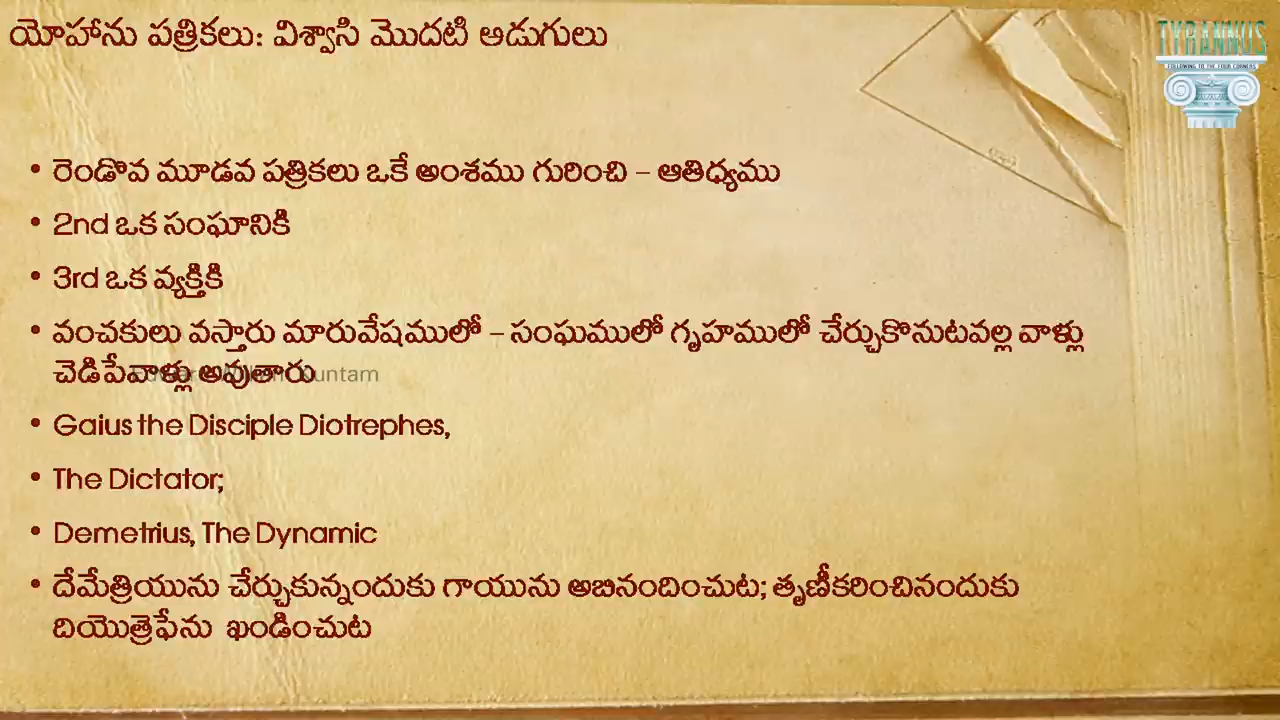 యోహాను పత్రికలు: విశ్వాసి మొదటి అడుగులు
TYRANNUS
FOLLOWING TO THE FOUR CORNERS
• రెండొవ మూడవ పత్రికలు ఒకే అంశము గురించి – ఆతిధ్యము
• 2nd ఒక సంఘానికి
• 3rd ఒక వ్యక్తికి
• వంచకులు వస్తారు మారువేషములో – సంఘములో గృహములో చేర్చుకొనుటవల్ల వాళ్లు
చెడిపేవాళ్లు అవుతారు
Kuntam
• Gaius the Disciple Diotrephes,
• The Dictator;
• Demetrius, The Dynamic
• దేమేత్రియును చేర్చుకున్నందుకు గాయును అబినందించుట; తృణీకరించినందుకు
దియొత్రెఫేను ఖండించుట